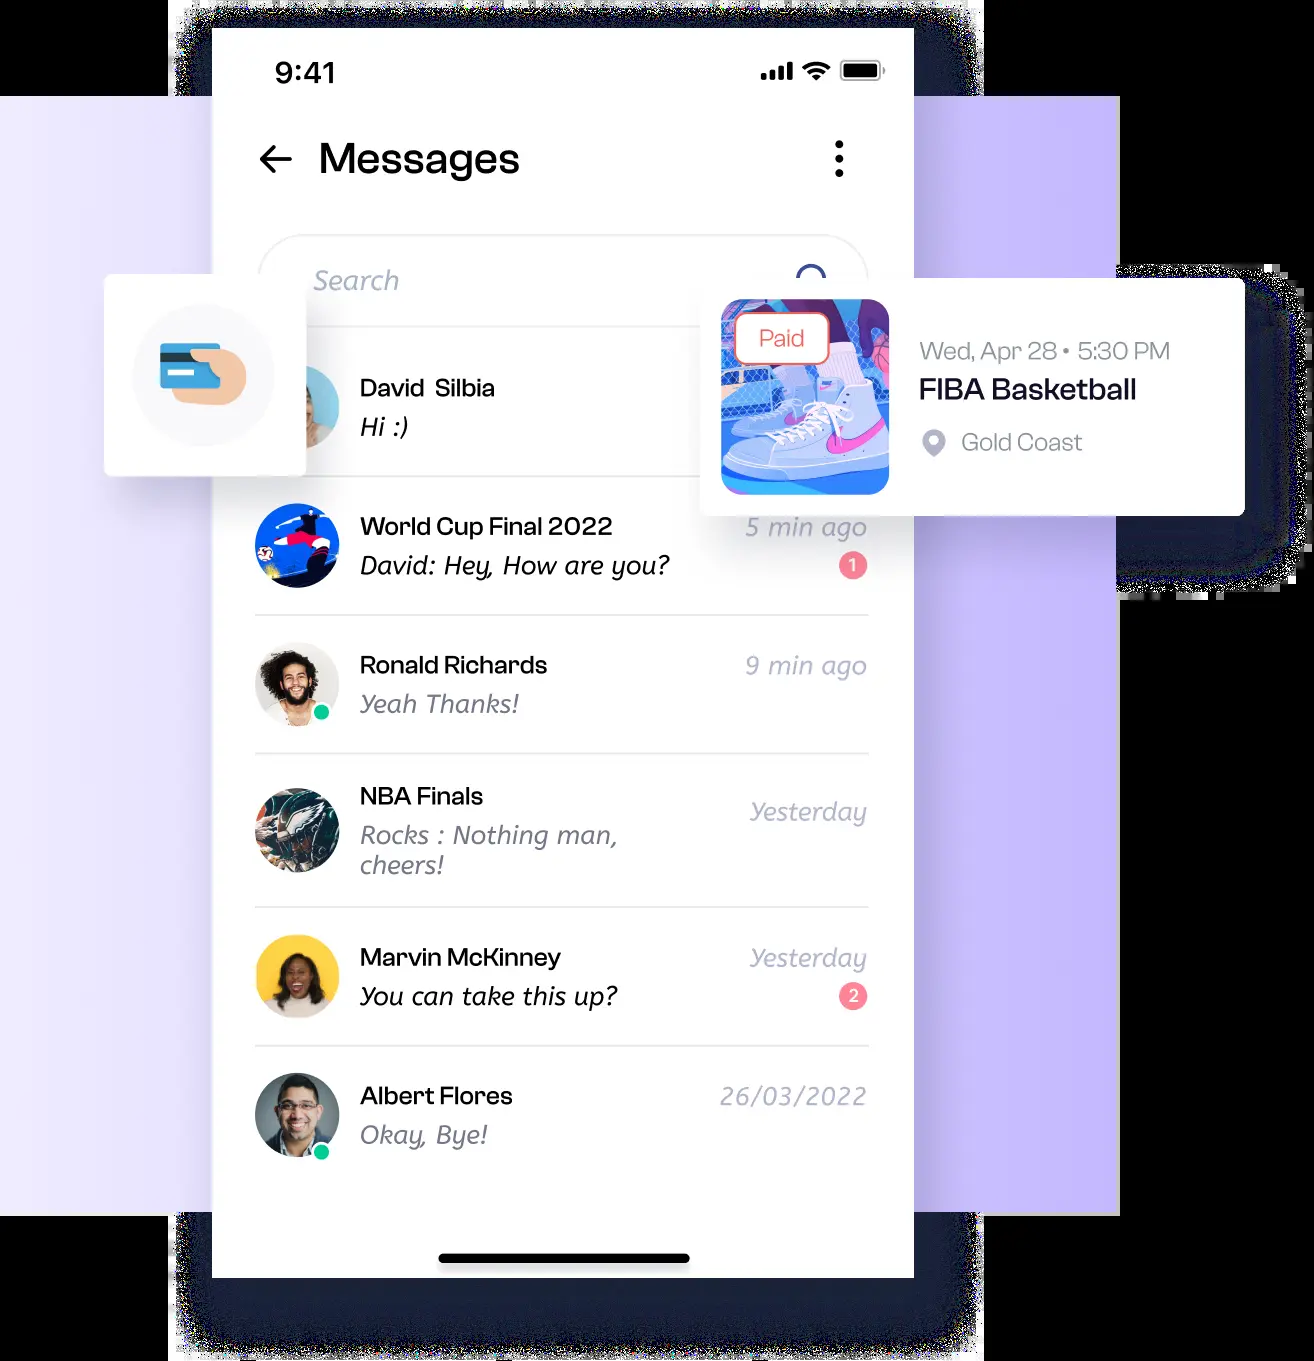 9:41
Messages
Search
Paid
Wed, Apr 28 • 5:30 PM
FIBA Basketball
Gold Coast
David  Silbia
Hi :)
World Cup Final 2022
5 min ago
David: Hey, How are you?
1
Ronald Richards
9 min ago
Yeah Thanks!
NBA Finals
Yesterday
Rocks : Nothing man,
cheers!
Marvin McKinney
Yesterday
You can take this up?
2
Albert Flores
26/03/2022
Okay, Bye!